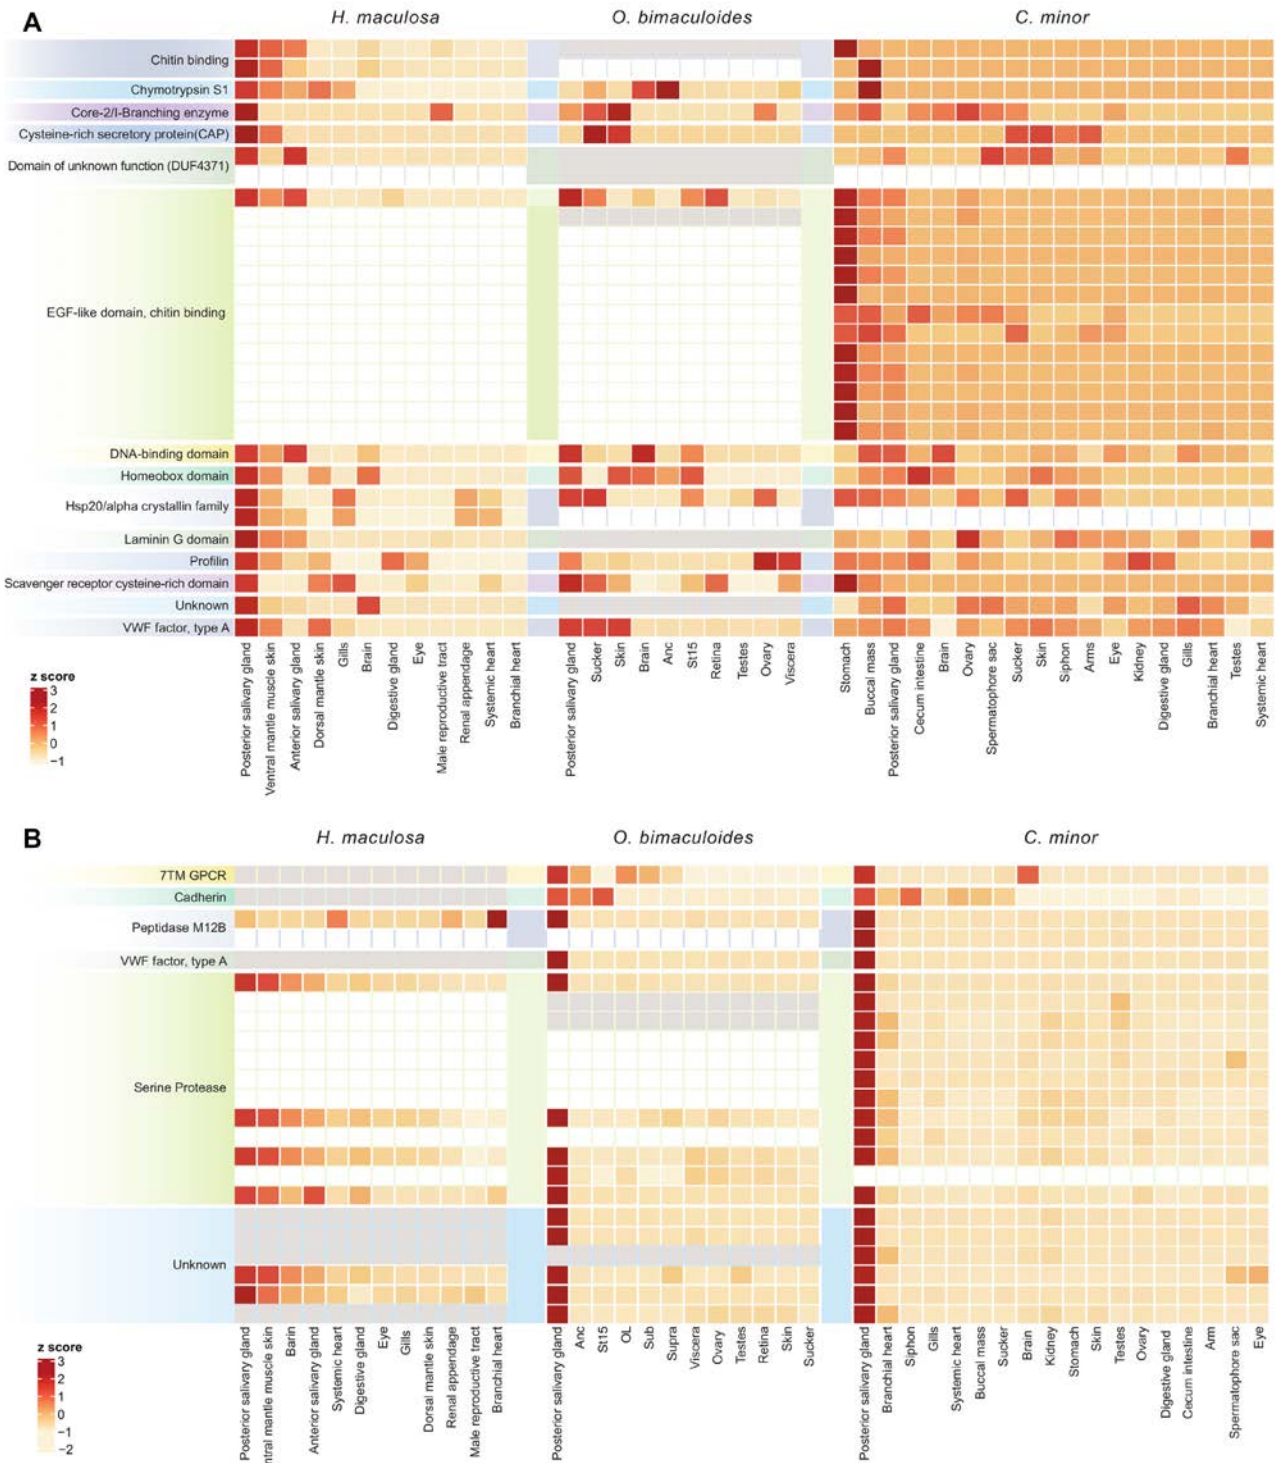 A
H. maculosa
O. bimaculoides
C. minor
Chitin binding
Chymotrypsin S1
Core-2/I-Branching enzyme
Cysteine-rich secretory protein(CAP)
Domain of unknown function (DUF4371)
EGF-like domain, chitin binding
DNA-binding domain
Homeobox domain
Hsp20/alpha crystallin family
Laminin G domain
Profilin
Scavenger receptor cysteine-rich domain
Unknown
VWF factor, type A
z score
3
2
1
0
−1
Posterior salivary gland
Ventral mantle muscle skin
Anterior salivary gland
Dorsal mantle skin
Gills
Brain
Digestive gland
Eye
Male reproductive tract
Renal appendage
Systemic heart
Branchial heart
Posterior salivary gland
Sucker
Skin
Brain
Anc
St15
Retina
Testes
Ovary
Viscera
Stomach
Buccal mass
Posterior salivary gland
Cecum intestine
Brain
Ovary
Spermatophore sac
Sucker
Skin
Siphon
Arms
Eye
Kidney
Digestive gland
Gills
Branchial heart
Testes
Systemic heart
B
H. maculosa
O. bimaculoides
C. minor
7TM GPCR
Cadherin
Peptidase M12B
VWF factor, type A
Serine Protease
Unknown
z score
3
2
1
0
−1
−2
Posterior salivary gland
ntral mantle muscle skin
Barin
Anterior salivary gland
Systemic heart
Digestive gland
Eye
Gills
Dorsal mantle skin
Renal appendage
Male reproductive tract
Branchial heart
Posterior salivary gland
Anc
St15
OL
Sub
Supra
Viscera
Ovary
Testes
Retina
Skin
Sucker
Posterior salivary gland
Branchial heart
Siphon
Gills
Systemic heart
Buccal mass
Sucker
Brain
Kidney
Stomach
Skin
Testes
Ovary
Digestive gland
Cecum intestine
Arm
Spermatophore sac
Eye